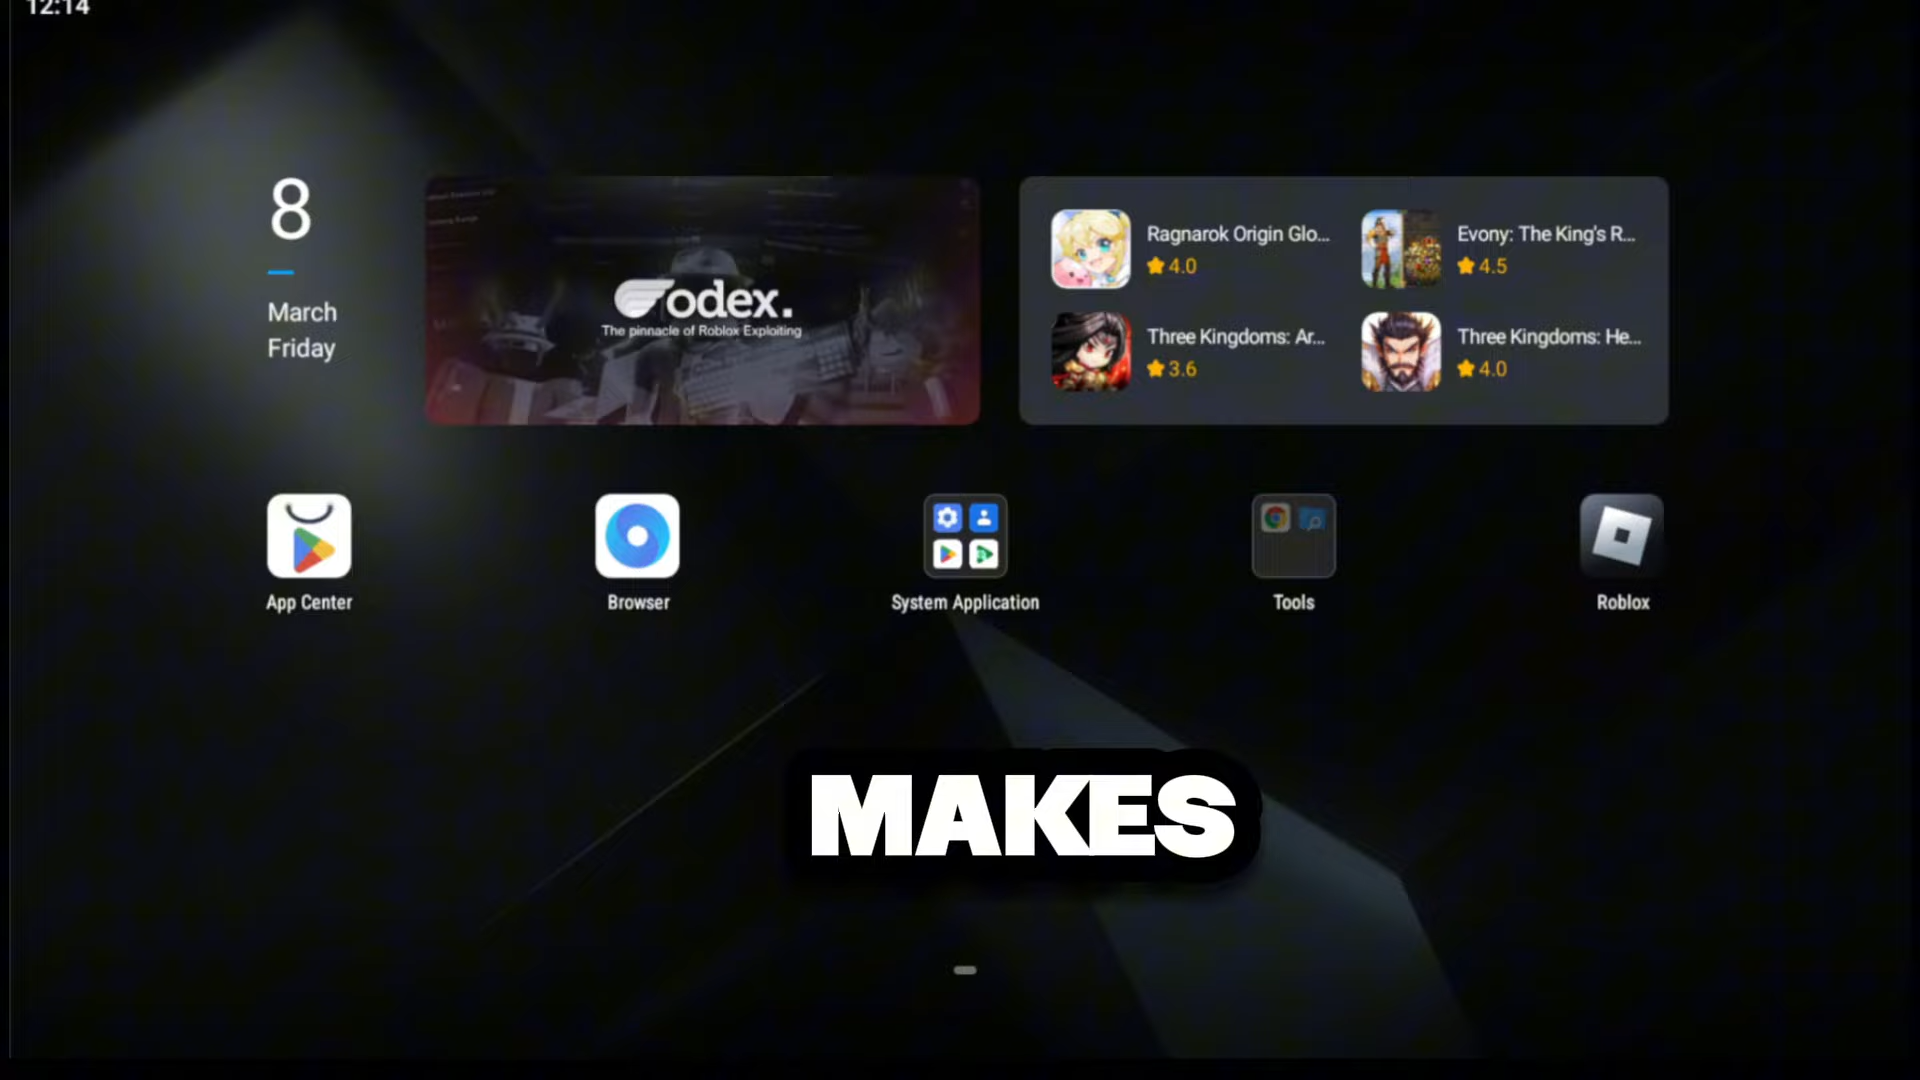 12:14
8
March
Friday
odex.
The pinnacle of Roblox Exploiting
Ragnarok Origin Glo...
4.0
Evony: The King's R...
4.5
Three Kingdoms: Ar...
3.6
Three Kingdoms: He...
4.0
App Center
Browser
System Application
Tools
Roblox
MAKES